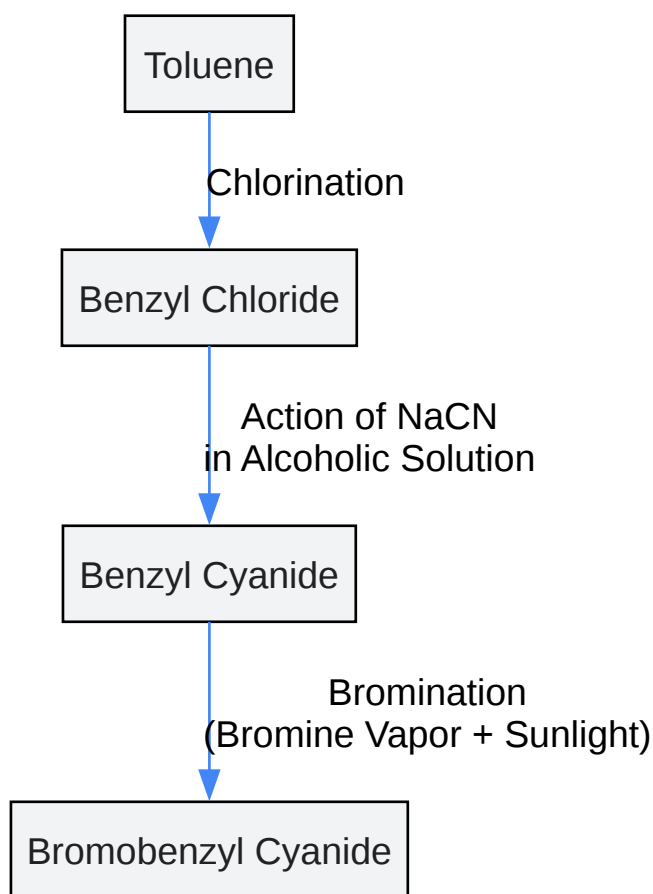 Toluene
Chlorination
Benzyl Chloride
Action of NaCN
in Alcoholic Solution
Benzyl Cyanide
Bromination
(Bromine Vapor + Sunlight)
Bromobenzyl Cyanide